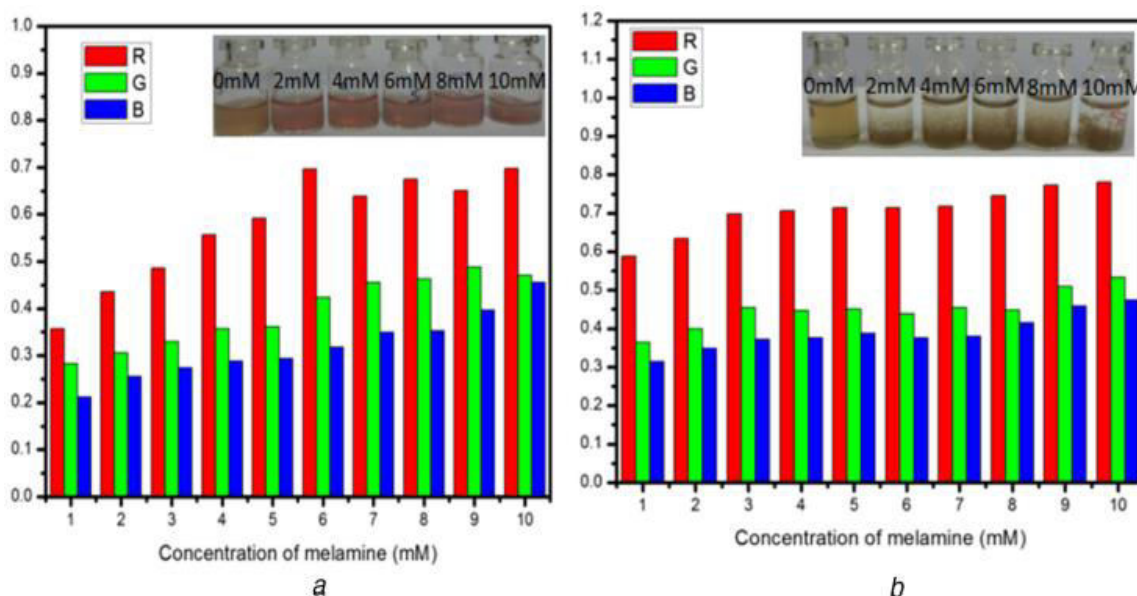 1.0
0.9
0.8
0.7
0.6
0.5
0.4
0.3
0.2
0.1
0.0
R
G
B
0mM 2mM 4mM 6mM 8mM 10mM
1 2 3 4 5 6 7 8 9 10
Concentration of melamine (mM)
a
1.2
1.1
1.0
0.9
0.8
0.7
0.6
0.5
0.4
0.3
0.2
0.1
0.0
R
G
B
0mM 2mM 4mM 6mM 8mM 10mM
1 2 3 4 5 6 7 8 9 10
Concentration of melamine (mM)
b